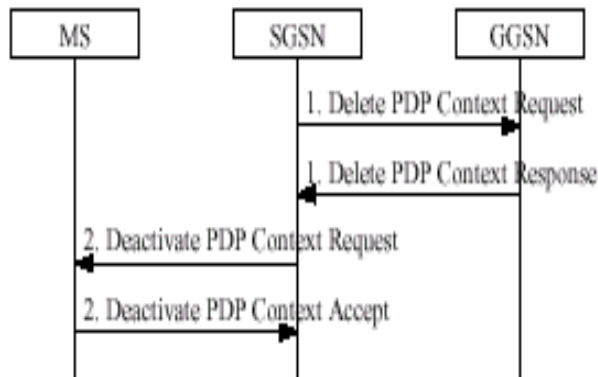 MS
SGSN
GGSN
1. Delete PDP Context Request
1. Delete PDP Context Response
2. Deactivate PDP Context Request
2. Deactivate PDP Context Accept